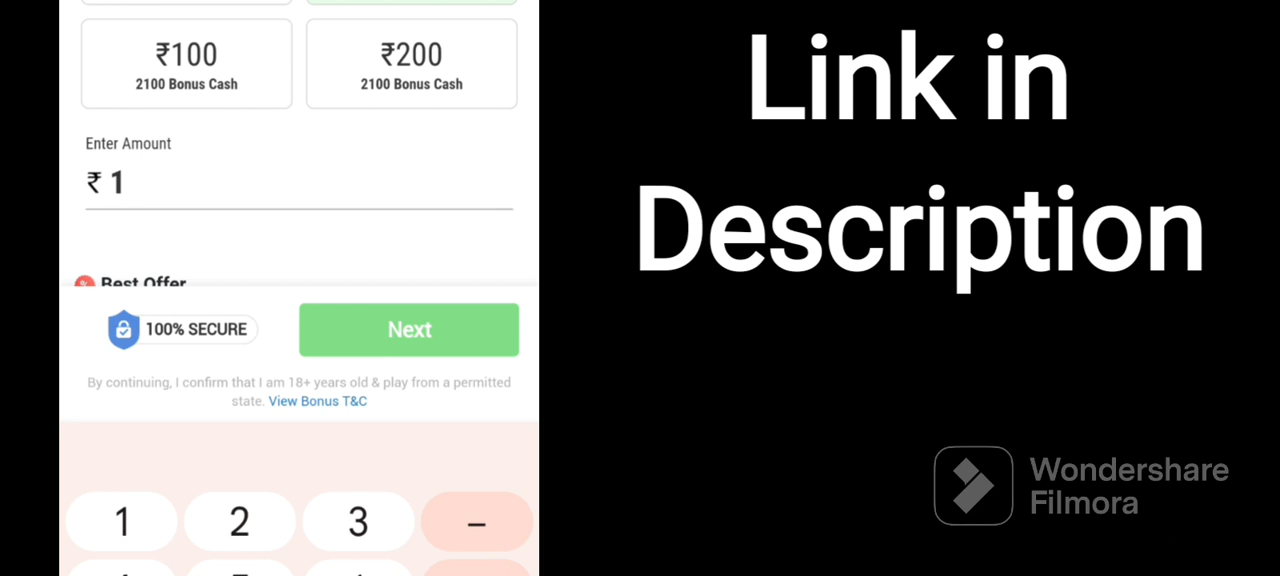 ₹100
2100 Bonus Cash
₹200
2100 Bonus Cash
Enter Amount
₹ 1
Best Offer
100% SECURE
Next
By continuing, I confirm that I am 18+ years old & play from a permitted
state. View Bonus T&C
1 2 3 –
Link in
Description
Wondershare
Filmora